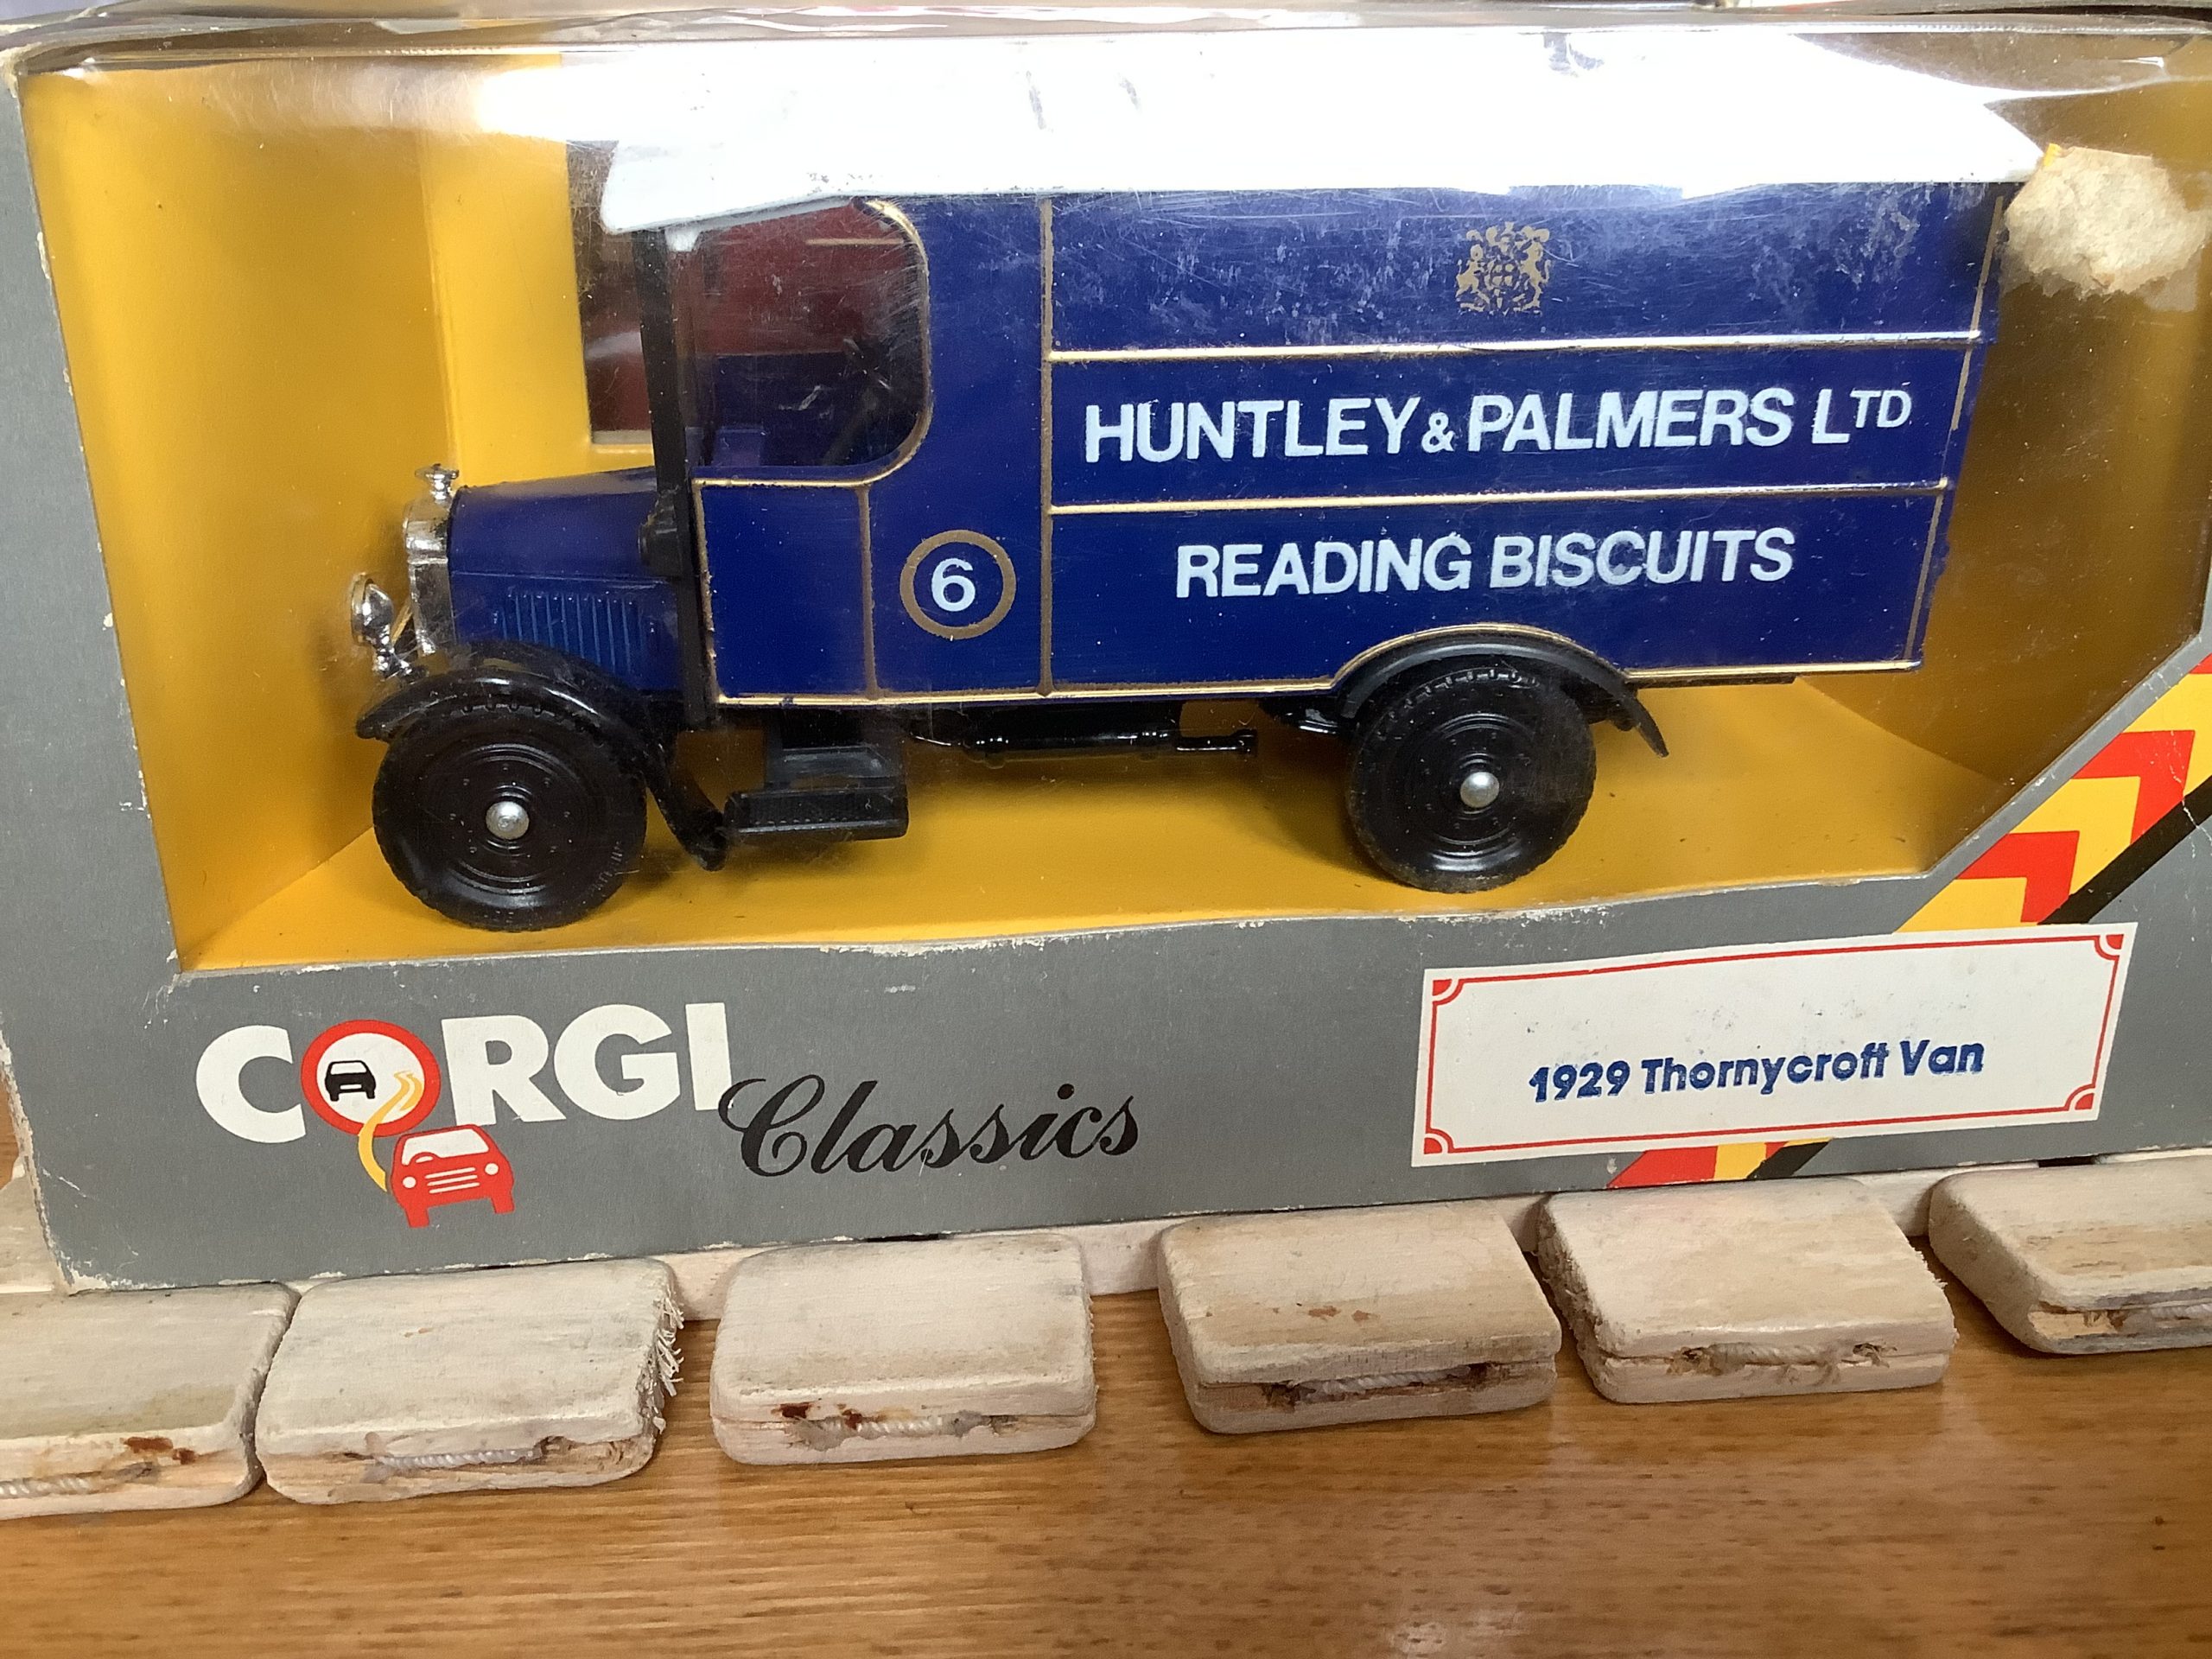 HUNTLEY & PALMERS LTD
READING BISCUITS
6
CORGI
Classics
1929 Thornycroft Van